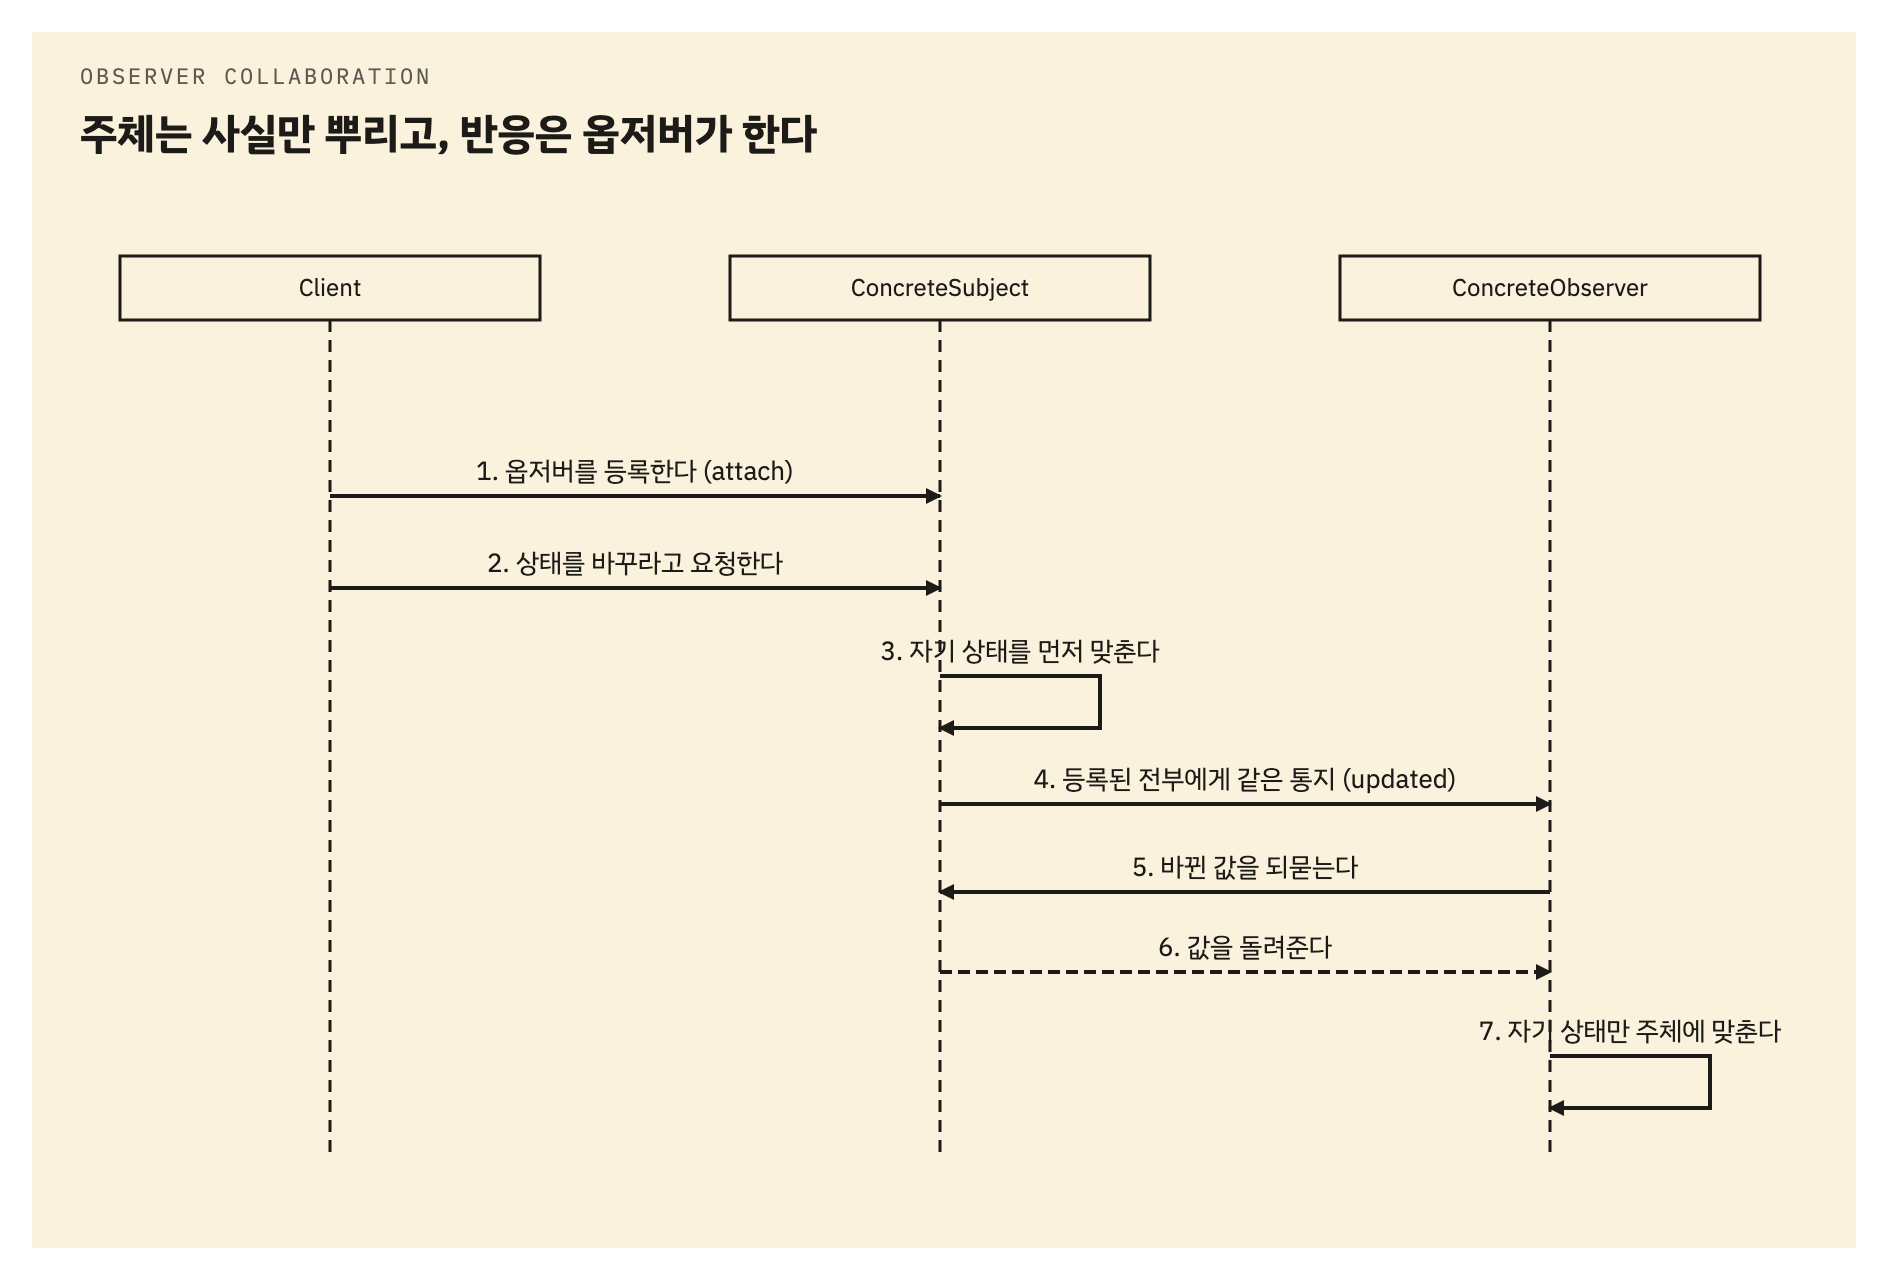 OBSERVER COLLABORATION
주체는 사실만 뿌리고, 반응은 옵저버가 한다
Client
ConcreteSubject
ConcreteObserver
1. 옵저버를 등록한다 (attach)
2. 상태를 바꾸라고 요청한다
3. 자기 상태를 먼저 맞춘다
4. 등록된 전부에게 같은 통지 (updated)
5. 바뀐 값을 되묻는다
6. 값을 돌려준다
7. 자기 상태만 주체에 맞춘다